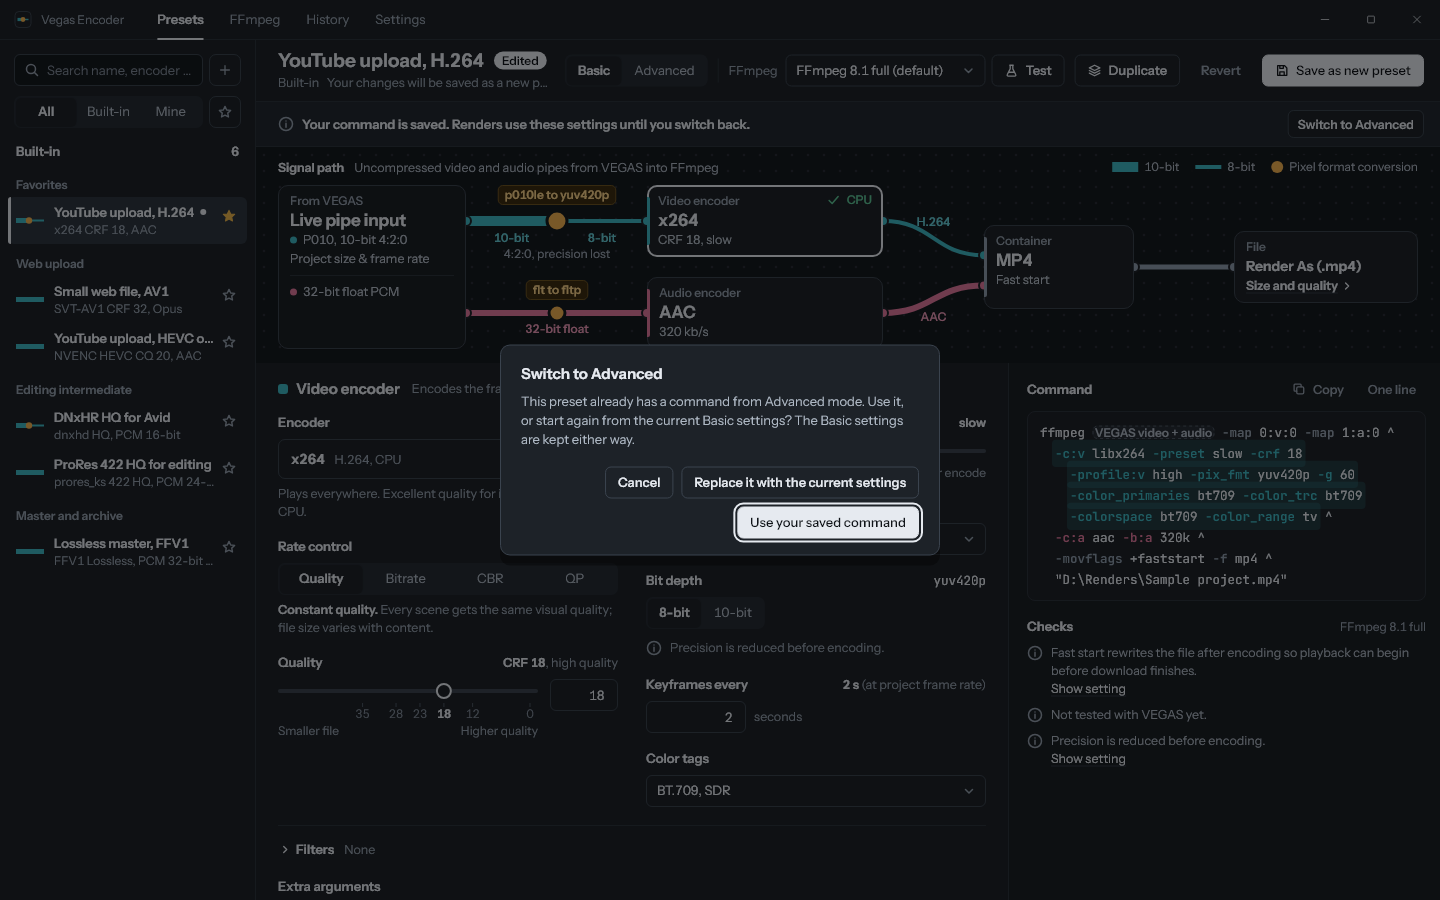 Vegas Encoder
Presets
FFmpeg
History
Settings
Search name, encoder ...
All
Built-in
Mine
Built-in 6
Favorites
YouTube upload, H.264
x264 CRF 18, AAC
Web upload
Small web file, AV1
SVT-AV1 CRF 32, Opus
YouTube upload, HEVC o...
NVENC HEVC CQ 20, AAC
Editing intermediate
DNxHR HQ for Avid
dnxhd HQ, PCM 16-bit
ProRes 422 HQ for editing
prores_ks 422 HQ, PCM 24-...
Master and archive
Lossless master, FFV1
FFV1 Lossless, PCM 32-bit ...
YouTube upload, H.264 Edited
Built-in Your changes will be saved as a new p...
Basic
Advanced
FFmpeg
FFmpeg 8.1 full (default)
Test
Duplicate
Revert
Save as new preset
Your command is saved. Renders use these settings until you switch back.
Switch to Advanced
Signal path Uncompressed video and audio pipes from VEGAS into FFmpeg
10-bit
8-bit
Pixel format conversion
From VEGAS
Live pipe input
P010, 10-bit 4:2:0
Project size & frame rate
32-bit float PCM
p010le to yuv420p
10-bit
8-bit
4:2:0, precision lost
flt to fltp
32-bit float
Video encoder
CPU
x264
CRF 18, slow
Audio encoder
AAC
320 kb/s
H.264
AAC
Container
MP4
Fast start
File
Render As (.mp4)
Size and quality
Switch to Advanced
This preset already has a command from Advanced mode. Use it,
or start again from the current Basic settings? The Basic settings
are kept either way.
Cancel
Replace it with the current settings
Use your saved command
Video encoder Encodes the fra
Encoder
x264 H.264, CPU
Plays everywhere. Excellent quality for
CPU.
Rate control
Quality
Bitrate
CBR
QP
Constant quality. Every scene gets the same visual quality;
file size varies with content.
Quality CRF 18, high quality
18
35 28 23 18 12 0
Smaller file Higher quality
slow
encode
Bit depth yuv420p
8-bit
10-bit
Precision is reduced before encoding.
Keyframes every 2 s (at project frame rate)
2 seconds
Color tags
BT.709, SDR
Filters None
Extra arguments
Command
Copy
One line
ffmpeg VEGAS video + audio -map 0:v:0 -map 1:a:0 ^
-c:v libx264 -preset slow -crf 18
-profile:v high -pix_fmt yuv420p -g 60
-color_primaries bt709 -color_trc bt709
-colorspace bt709 -color_range tv ^
-c:a aac -b:a 320k ^
-movflags +faststart -f mp4 ^
"D:\Renders\Sample project.mp4"
Checks FFmpeg 8.1 full
Fast start rewrites the file after encoding so playback can begin
before download finishes.
Show setting
Not tested with VEGAS yet.
Precision is reduced before encoding.
Show setting